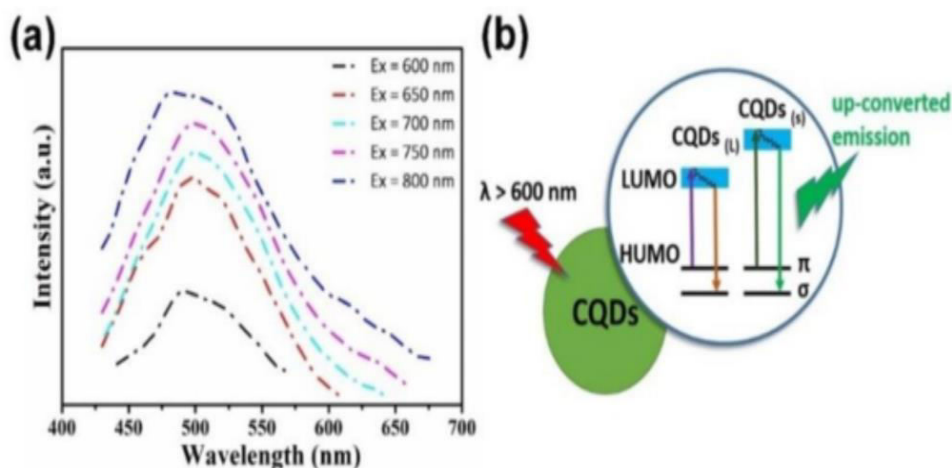 (a)
Ex = 600 nm
Ex = 650 nm
Ex = 700 nm
Ex = 750 nm
Ex = 800 nm
Intensity (a.u.)
400 450 500 550 600 650 700
Wavelength (nm)
(b)
CQDs (s)
CQDs (L)
up-converted
emission
LUMO
λ > 600 nm
HUMO
π
σ
CQDs